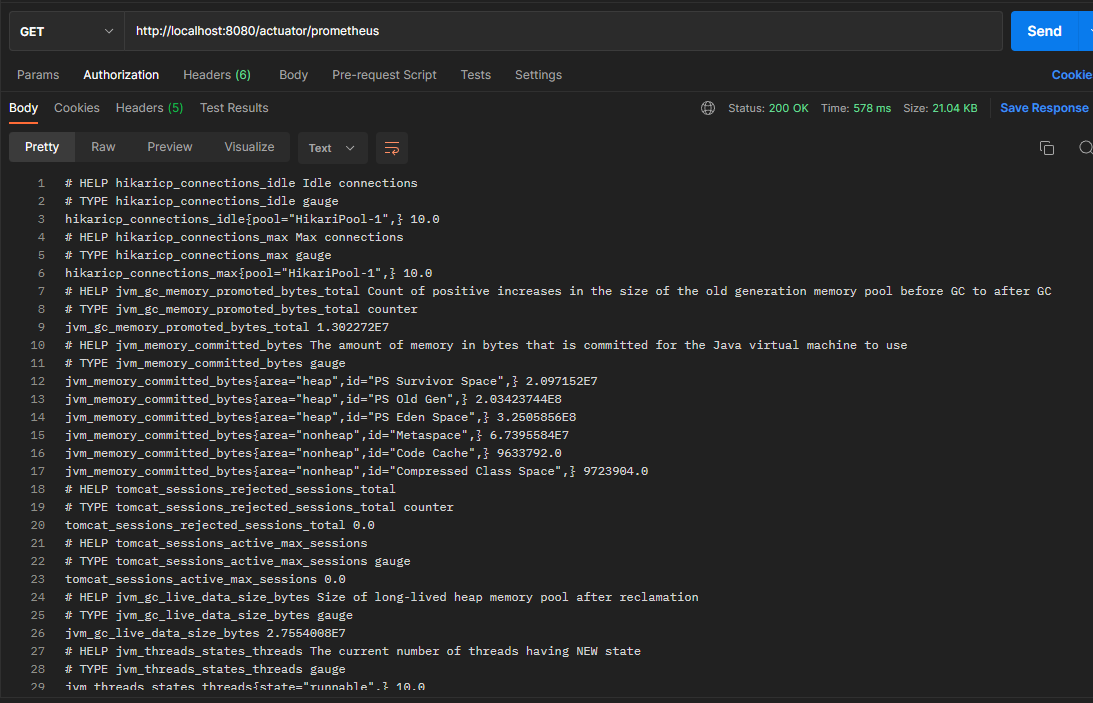 GET http://localhost:8080/actuator/prometheus Send
Params Authorization Headers (6) Body Pre-request Script Tests Settings Cookie
Body Cookies Headers (5) Test Results Status: 200 OK Time: 578 ms Size: 21.04 KB Save Response
Pretty Raw Preview Visualize Text
1 # HELP hikaricp_connections_idle Idle connections
2 # TYPE hikaricp_connections_idle gauge
3 hikaricp_connections_idle{pool="HikariPool-1",} 10.0
4 # HELP hikaricp_connections_max Max connections
5 # TYPE hikaricp_connections_max gauge
6 hikaricp_connections_max{pool="HikariPool-1",} 10.0
7 # HELP jvm_gc_memory_promoted_bytes_total Count of positive increases in the size of the old generation memory pool before GC to after GC
8 # TYPE jvm_gc_memory_promoted_bytes_total counter
9 jvm_gc_memory_promoted_bytes_total 1.302272E7
10 # HELP jvm_memory_committed_bytes The amount of memory in bytes that is committed for the Java virtual machine to use
11 # TYPE jvm_memory_committed_bytes gauge
12 jvm_memory_committed_bytes{area="heap",id="PS Survivor Space",} 2.097152E7
13 jvm_memory_committed_bytes{area="heap",id="PS Old Gen",} 2.03423744E8
14 jvm_memory_committed_bytes{area="heap",id="PS Eden Space",} 3.2505856E8
15 jvm_memory_committed_bytes{area="nonheap",id="Metaspace",} 6.7395584E7
16 jvm_memory_committed_bytes{area="nonheap",id="Code Cache",} 9633792.0
17 jvm_memory_committed_bytes{area="nonheap",id="Compressed Class Space",} 9723904.0
18 # HELP tomcat_sessions_rejected_sessions_total
19 # TYPE tomcat_sessions_rejected_sessions_total counter
20 tomcat_sessions_rejected_sessions_total 0.0
21 # HELP tomcat_sessions_active_max_sessions
22 # TYPE tomcat_sessions_active_max_sessions gauge
23 tomcat_sessions_active_max_sessions 0.0
24 # HELP jvm_gc_live_data_size_bytes Size of long-lived heap memory pool after reclamation
25 # TYPE jvm_gc_live_data_size_bytes gauge
26 jvm_gc_live_data_size_bytes 2.7554008E7
27 # HELP jvm_threads_states_threads The current number of threads having NEW state
28 # TYPE jvm_threads_states_threads gauge
29 jvm_threads_states_threads{state="runnable",} 10.0